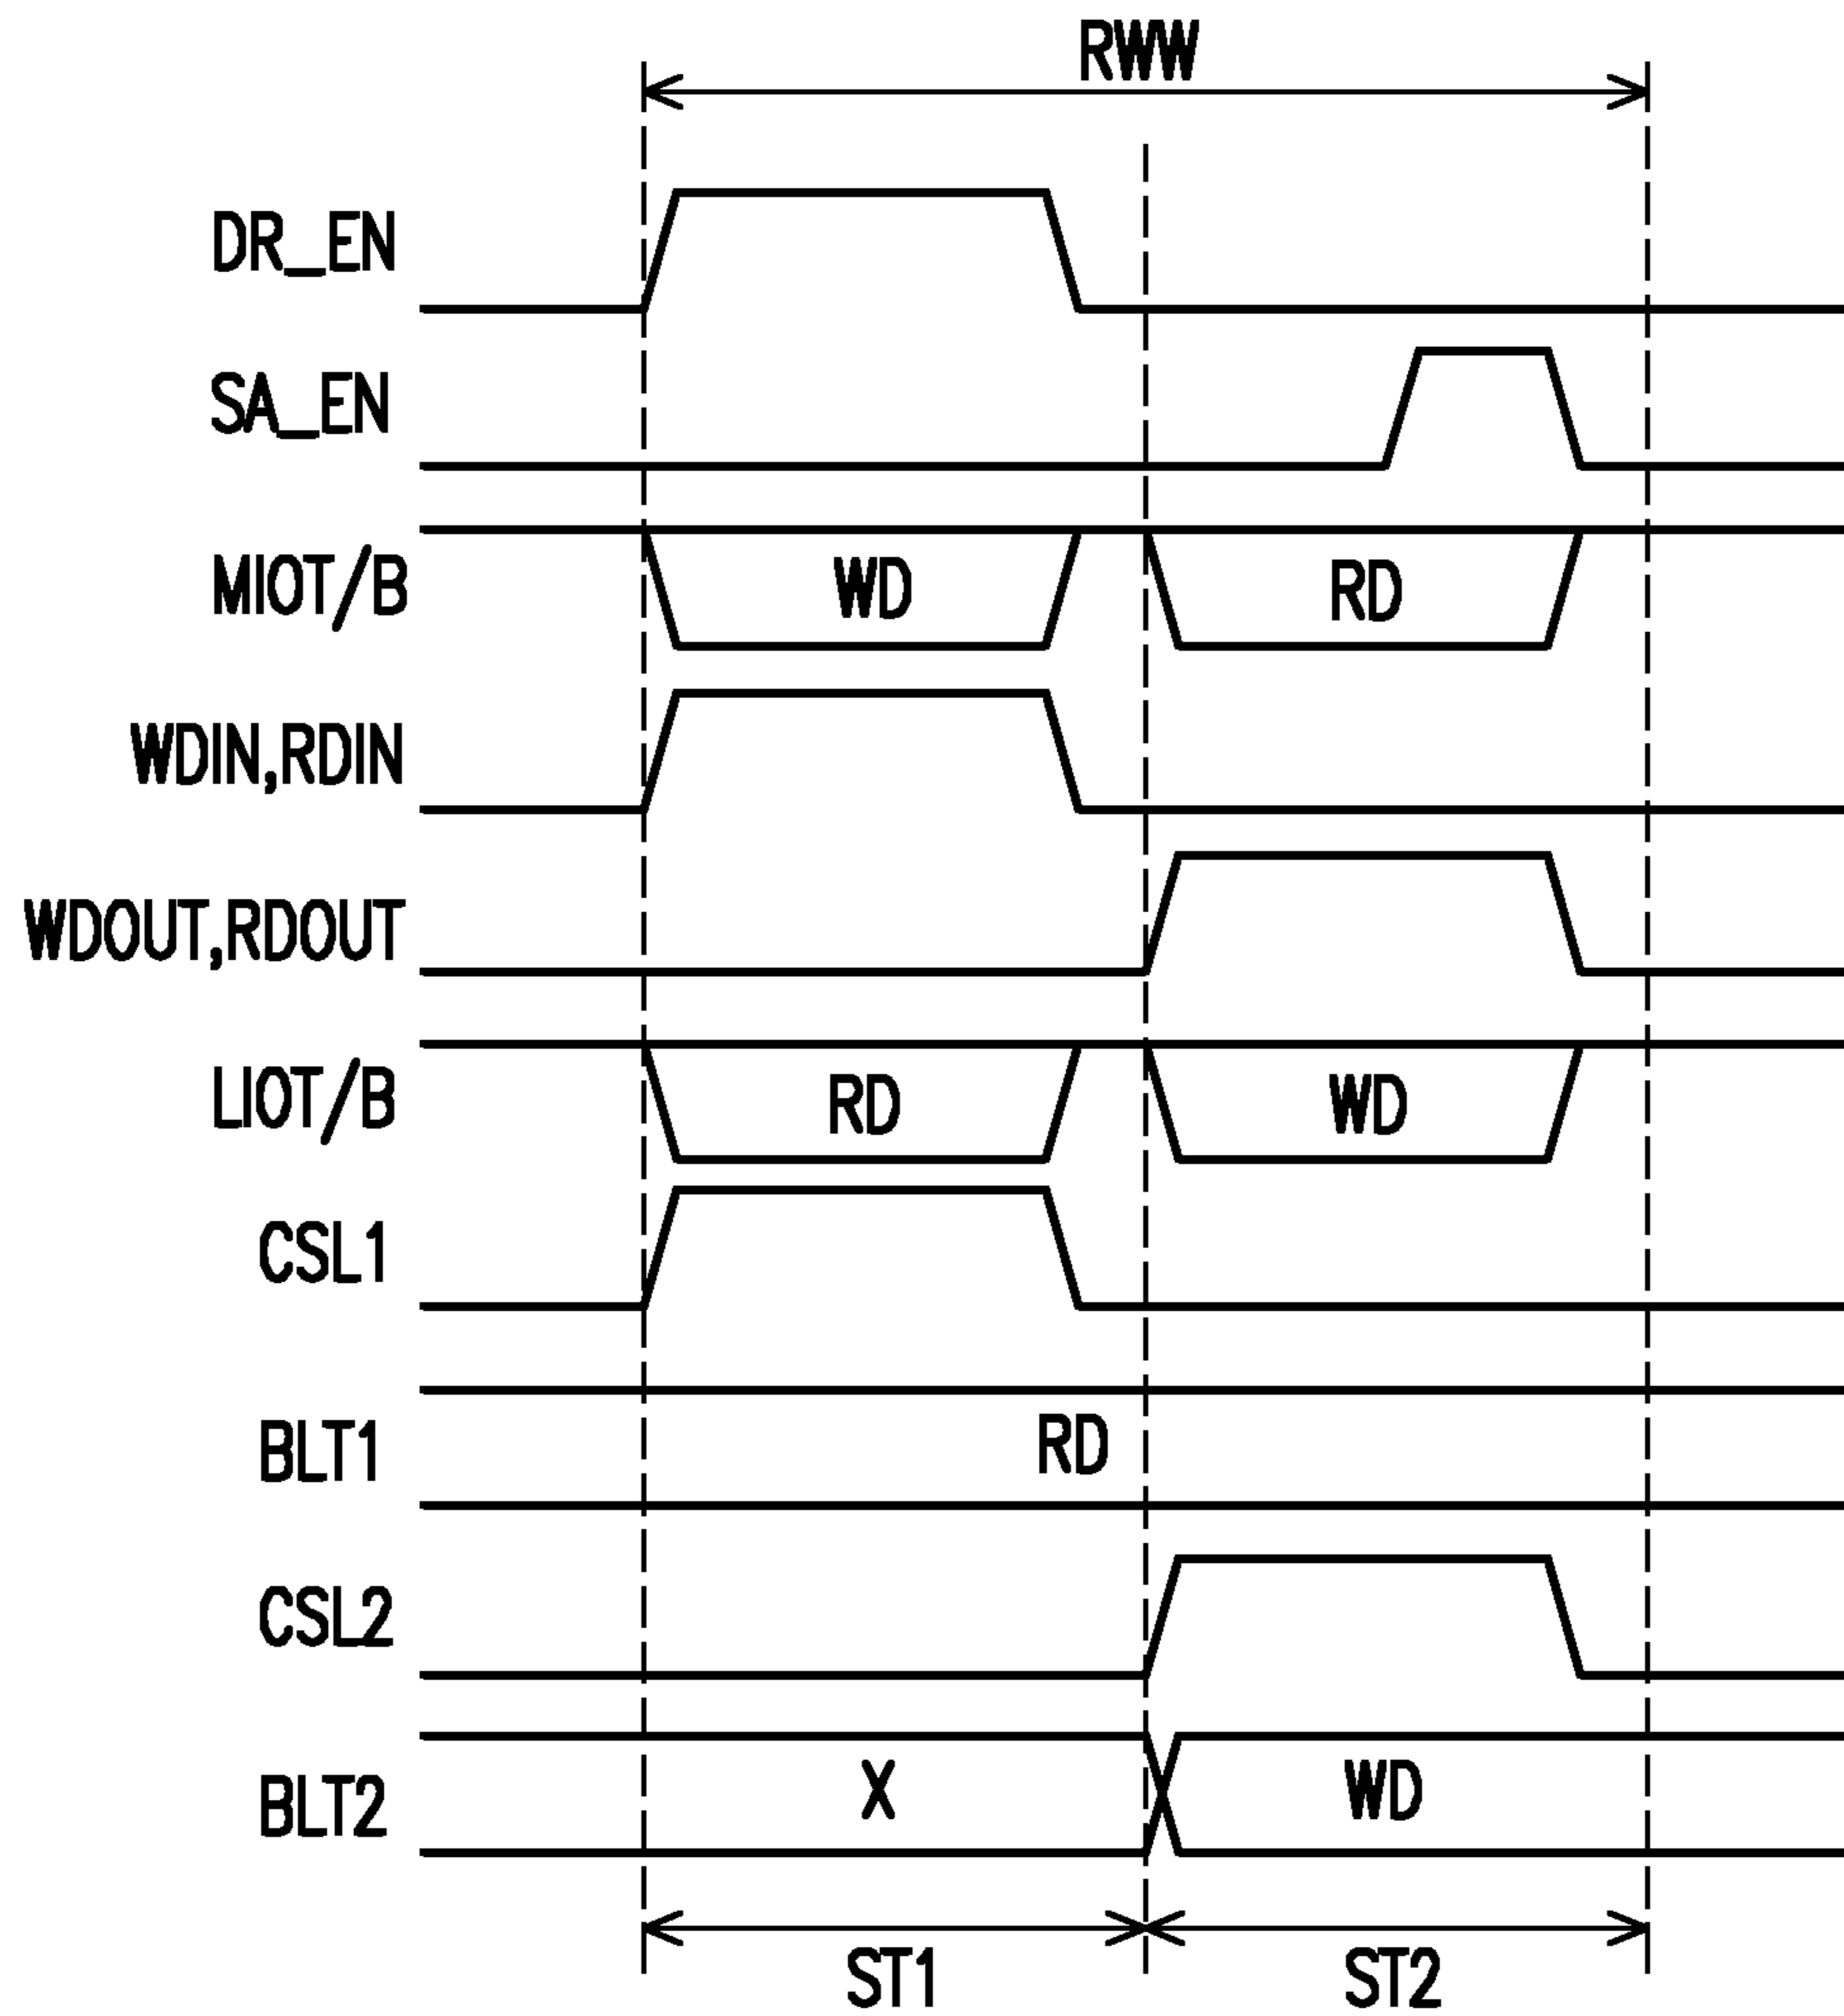 RWW
DR_EN
SA_EN
MIOT/B WD RD
WDIN,RDIN
WDOUT,RDOUT
LIOT/B RD WD
CSL1
BLT1 RD
CSL2
BLT2 X WD
ST1 ST2